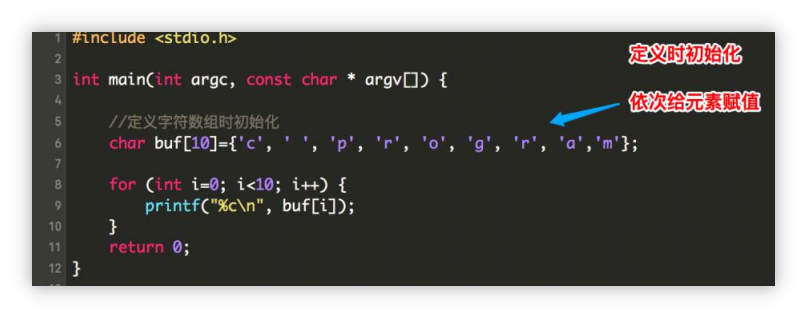 1 #include <stdio.h>
定义时初始化
2
3 int main(int argc, const char * argv[]) {
4
依次给元素赋值
5 //定义字符数组时初始化
6 char buf[10]={'c', ' ', 'p', 'r', 'o', 'g', 'r', 'a','m'};
7
8 for (int i=0; i<10; i++) {
9 printf("%c\n", buf[i]);
10 }
11 return 0;
12 }